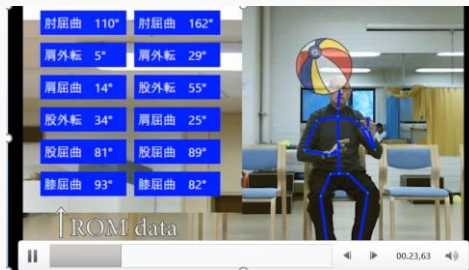 肘屈曲 110° 肘屈曲 162°
肩外転 5° 肩外転 29°
肩屈曲 14° 股外転 55°
股外転 34° 肩屈曲 25°
股屈曲 81° 股屈曲 89°
膝屈曲 93° 膝屈曲 82°
↑ROM data
00.23,63